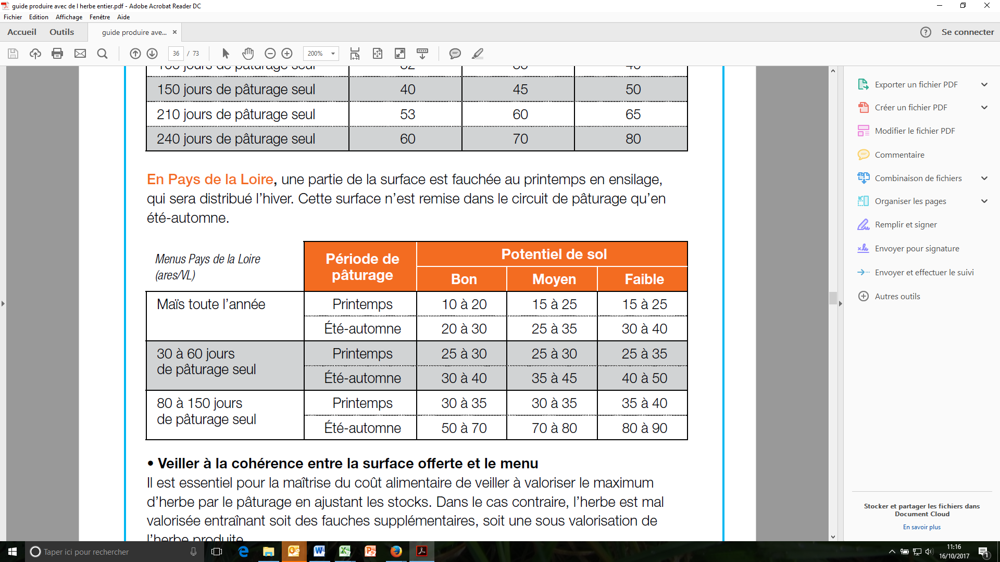 guide produire avec de l herbe entier.pdf - Adobe Acrobat Reader DC
Fichier Edition Affichage Fenêtre Aide
Accueil Outils guide produire ave... × Se connecter
36 / 73 200%
150 jours de pâturage seul 40 45 50
210 jours de pâturage seul 53 60 65
240 jours de pâturage seul 60 70 80
En Pays de la Loire, une partie de la surface est fauchée au printemps en ensilage,
qui sera distribué l'hiver. Cette surface n'est remise dans le circuit de pâturage qu'en
été-automne.
Menus Pays de la Loire
(ares/VL)
Période de
pâturage
Potentiel de sol
Bon Moyen Faible
Maïs toute l'année Printemps 10 à 20 15 à 25 15 à 25
Été-automne 20 à 30 25 à 35 30 à 40
30 à 60 jours
de pâturage seul
Printemps 25 à 30 25 à 30 25 à 35
Été-automne 30 à 40 35 à 45 40 à 50
80 à 150 jours
de pâturage seul
Printemps 30 à 35 30 à 35 35 à 40
Été-automne 50 à 70 70 à 80 80 à 90
• Veiller à la cohérence entre la surface offerte et le menu
Il est essentiel pour la maîtrise du coût alimentaire de veiller à valoriser le maximum
d'herbe par le pâturage en ajustant les stocks. Dans le cas contraire, l'herbe est mal
valorisée entraînant soit des fauches supplémentaires, soit une sous valorisation de
l'herbe produite.
Exporter un fichier PDF
Créer un fichier PDF
Modifier le fichier PDF
Commentaire
Combinaison de fichiers
Organiser les pages
Remplir et signer
Envoyer pour signature
Envoyer et effectuer le suivi
Autres outils
Stocker et partager les fichiers dans
Document Cloud
En savoir plus
Taper ici pour rechercher
11:16
16/10/2017
1